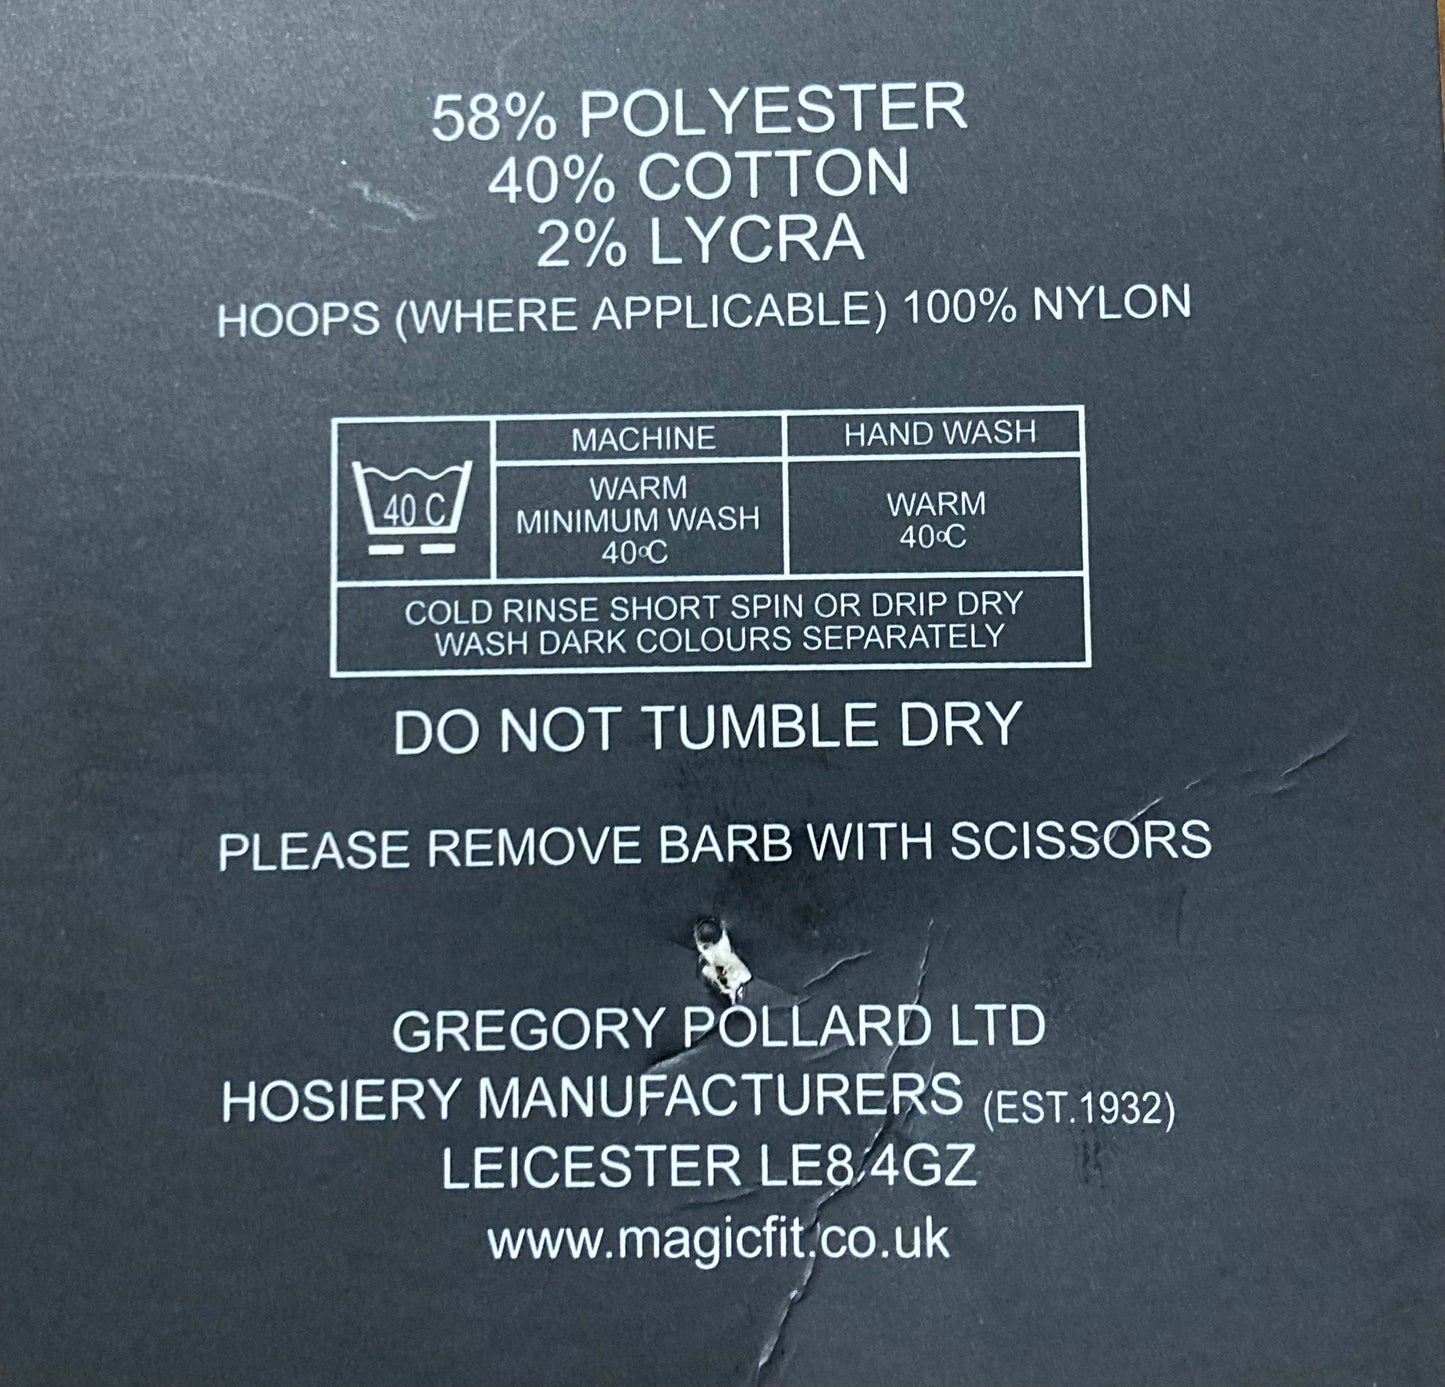 58% POLYESTER
40% COTTON
2% LYCRA
HOOPS (WHERE APPLICABLE) 100% NYLON
MACHINE
HAND WASH
40 C
WARM
MINIMUM WASH
40°C
WARM
40°C
COLD RINSE SHORT SPIN OR DRIP DRY
WASH DARK COLOURS SEPARATELY
DO NOT TUMBLE DRY
PLEASE REMOVE BARB WITH SCISSORS
GREGORY POLLARD LTD
HOSIERY MANUFACTURERS (EST.1932)
LEICESTER LE8 4GZ
www.magicfit.co.uk